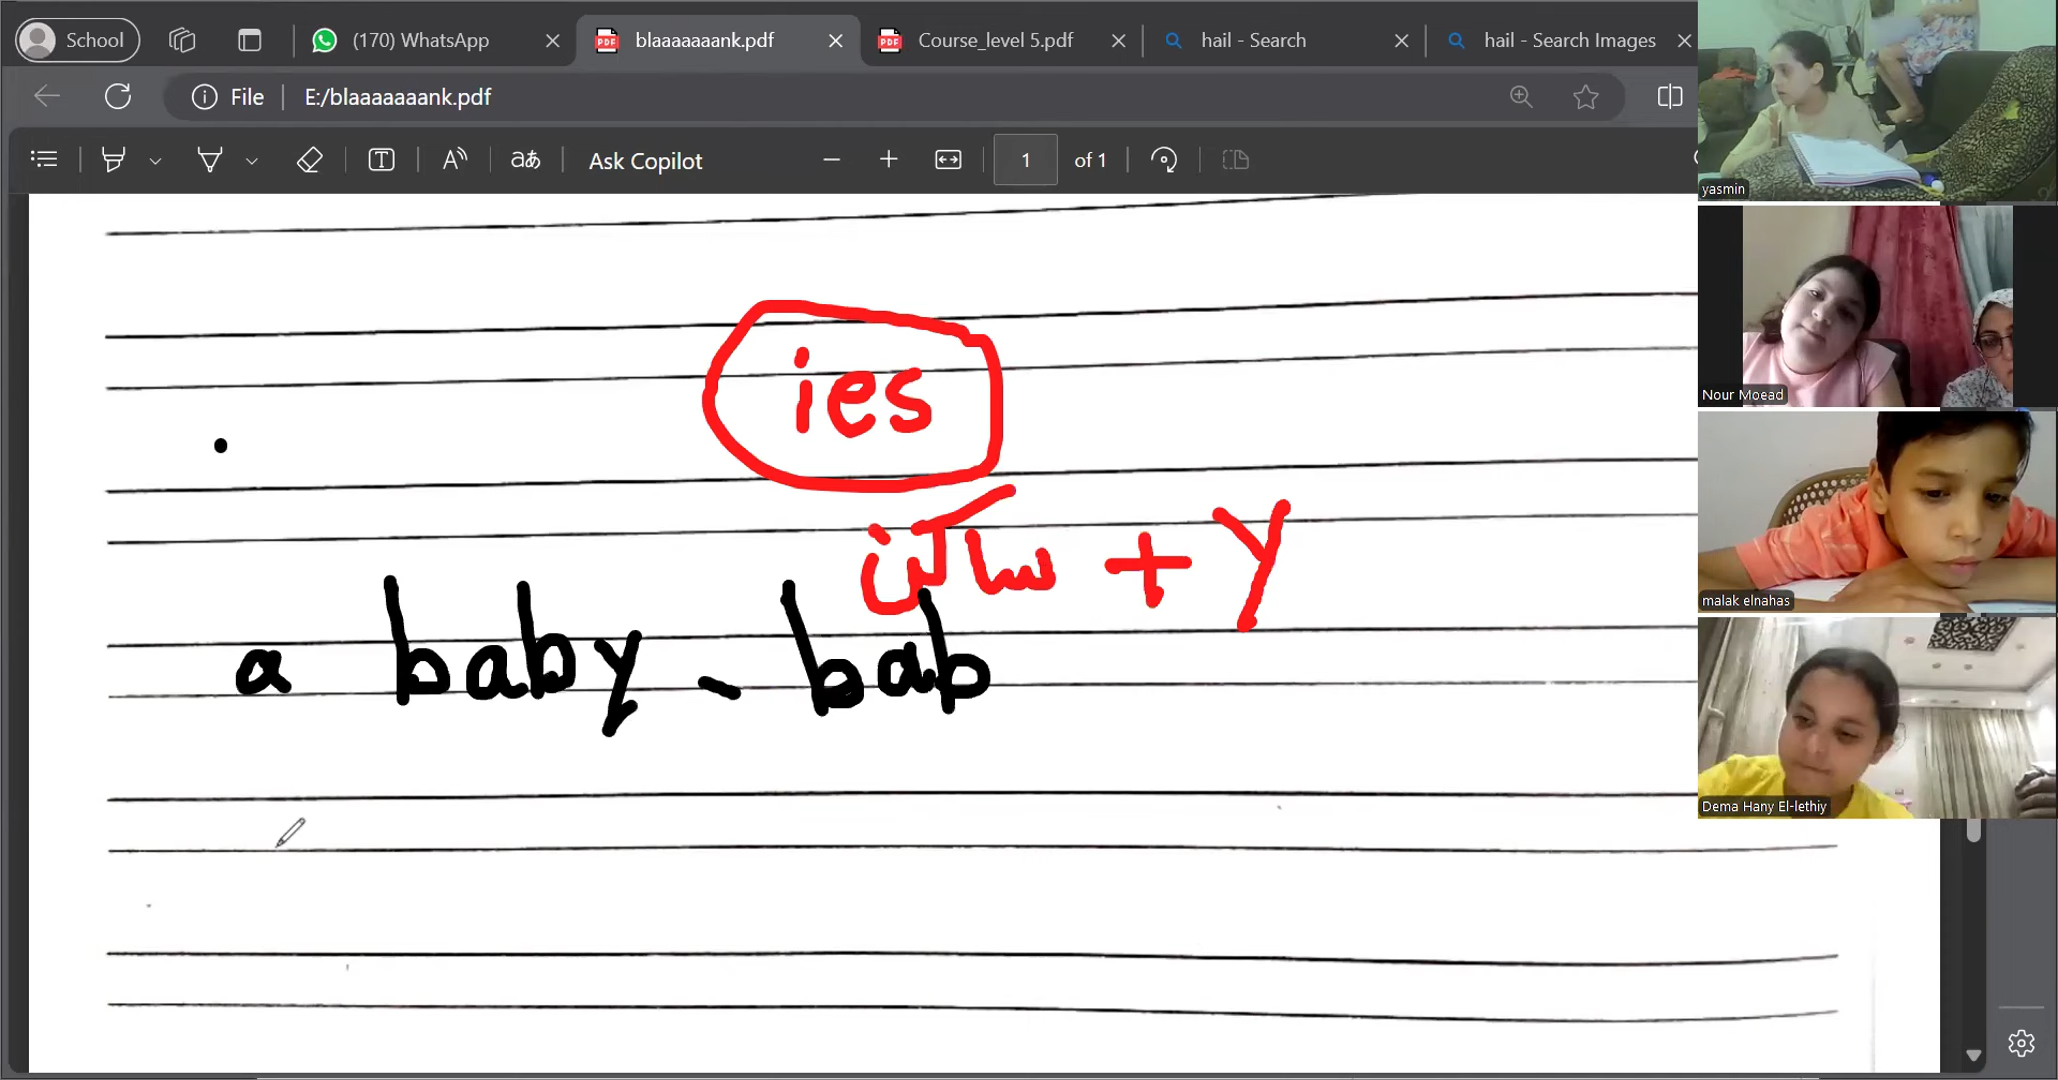 School
(170) WhatsApp
blaaaaaaank.pdf
Course_level 5.pdf
hail - Search
hail - Search Images
File
E:/blaaaaaaank.pdf
Ask Copilot
1 of 1
ies
ساكن + y
a baby - bab
yasmin
Nour Moead
malak elnahas
Dema Hany El-lethiy